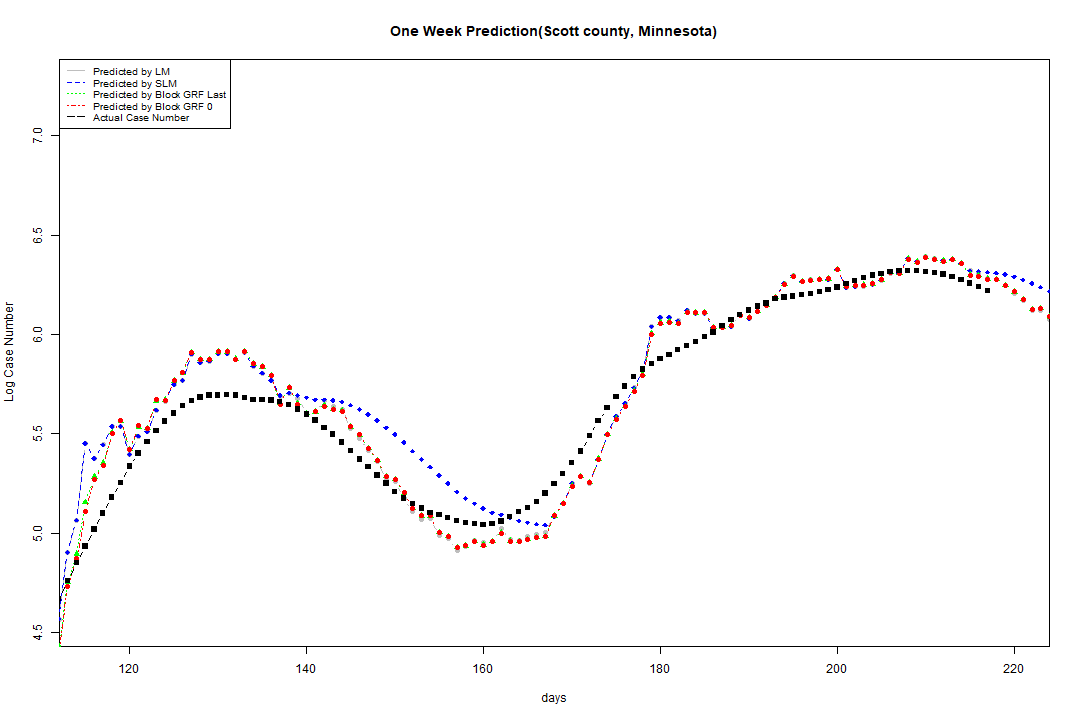 One Week Prediction(Scott county, Minnesota)
Predicted by LM
Predicted by SLM
Predicted by Block GRF Last
Predicted by Block GRF 0
Actual Case Number
Log Case Number
7.0
6.5
6.0
5.5
5.0
4.5
120 140 160 180 200 220
days